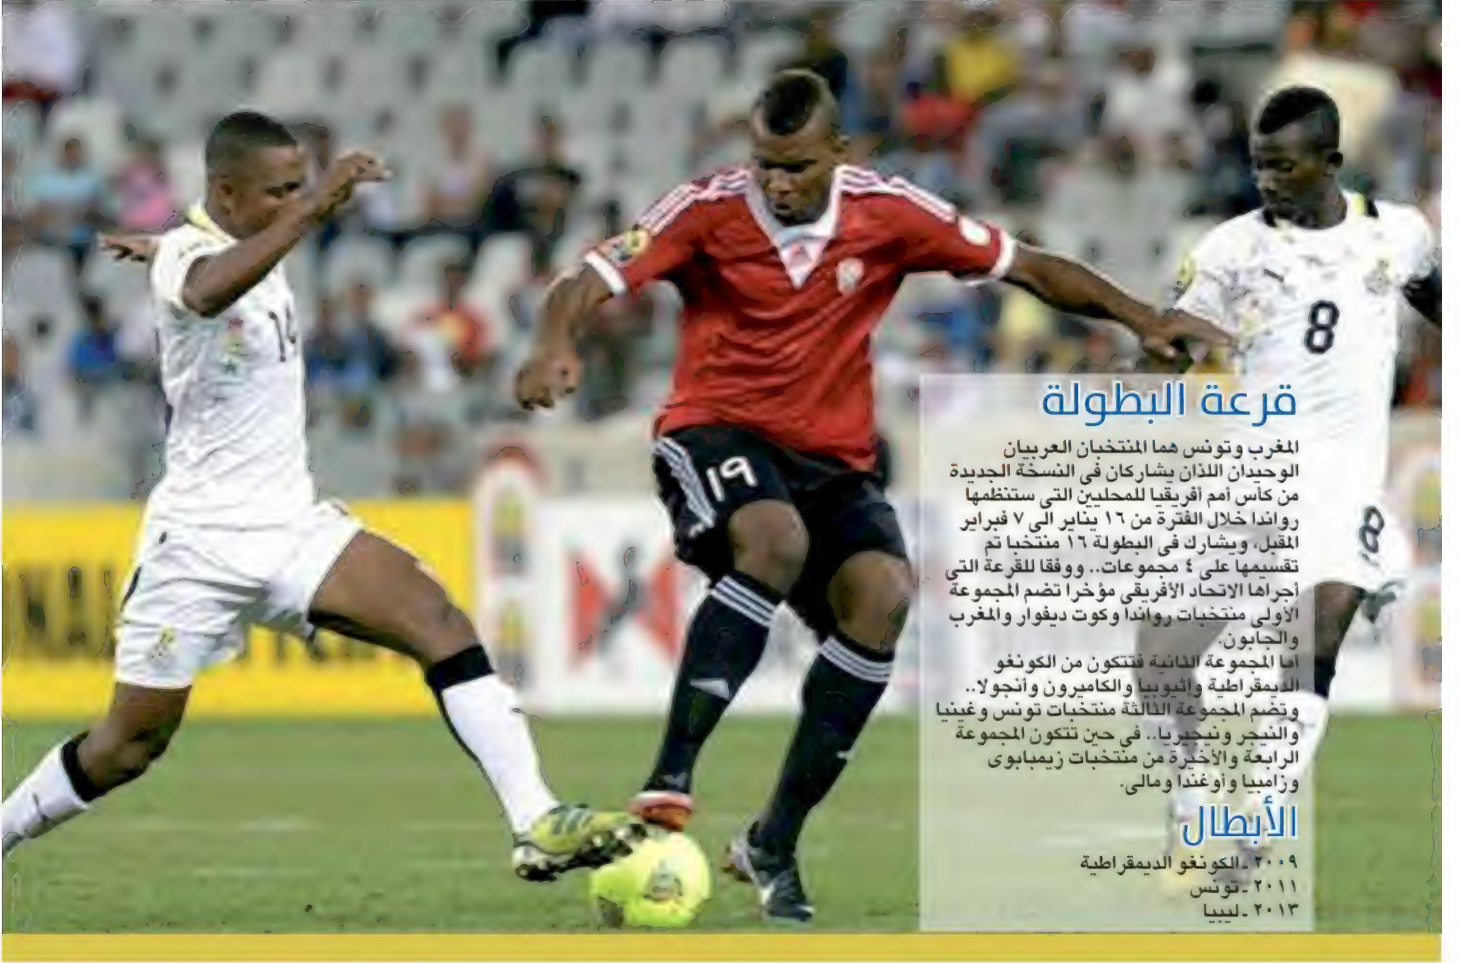 قرعة البطولة
المغرب وتونس هما المنتخبان العربيان
الوحيدان اللذان يشاركان فى النسخة الجديدة
من كأس أمم أفريقيا للمحليين التى ستنظمها
رواندا خلال الفترة من ١٦ يناير الى ٧ فبراير
المقبل، ويشارك فى البطولة ١٦ منتخبا تم
تقسيمها على ٤ مجموعات.. ووفقا للقرعة التى
أجراها الاتحاد الأفريقى مؤخرا تضم المجموعة
الأولى منتخبات رواندا وكوت ديفوار والمغرب
والجابون.
أما المجموعة الثانية فتتكون من الكونغو
الديمقراطية وإثيوبيا والكاميرون وأنجولا..
وتضم المجموعة الثالثة منتخبات تونس وغينيا
والنيجر ونيجيريا.. فى حين تتكون المجموعة
الرابعة والأخيرة من منتخبات زيمبابوى
وزامبيا وأوغندا ومالى.
الأبطال
٢٠٠٩ ـ الكونغو الديمقراطية
٢٠١١ ـ تونس
٢٠١٣ ـ ليبيا
14
19
8
8